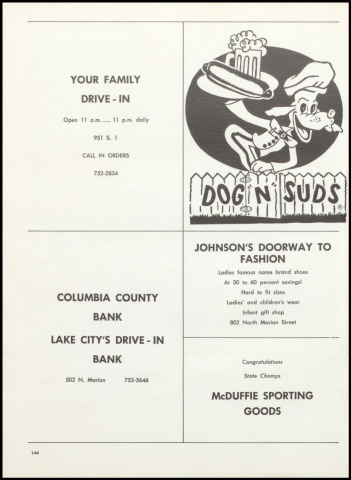 YOUR FAMILY
DRIVE - IN
Open 11 a.m. .... 11 p.m. daily
951 S. 1
CALL IN ORDERS
752-2834
DOG "N" SUDS
®
COLUMBIA COUNTY
BANK
LAKE CITY'S DRIVE - IN
BANK
502 N. Marion 752-5646
JOHNSON'S DOORWAY TO
FASHION
Ladies famous name brand shoes
At 30 to 60 percent savings!
Hard to fit sizes
Ladies' and children's wear
Infant gift shop
802 North Marion Street
Congratulations
State Champs
McDUFFIE SPORTING
GOODS
144